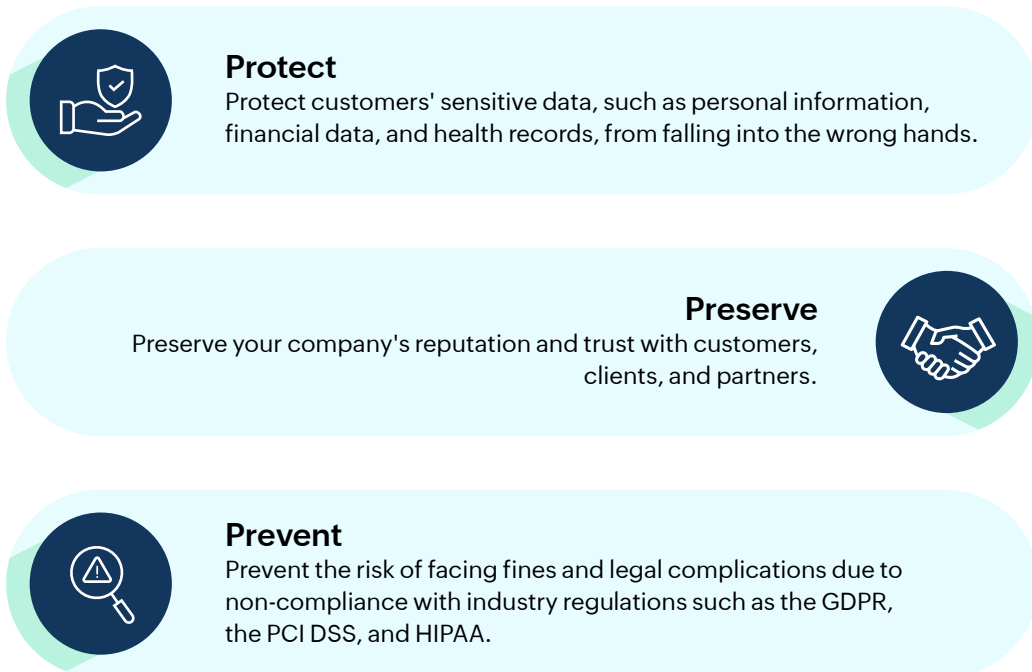 Protect
Protect customers' sensitive data, such as personal information,
financial data, and health records, from falling into the wrong hands.
Preserve
Preserve your company's reputation and trust with customers,
clients, and partners.
Prevent
Prevent the risk of facing fines and legal complications due to
non-compliance with industry regulations such as the GDPR,
the PCI DSS, and HIPAA.